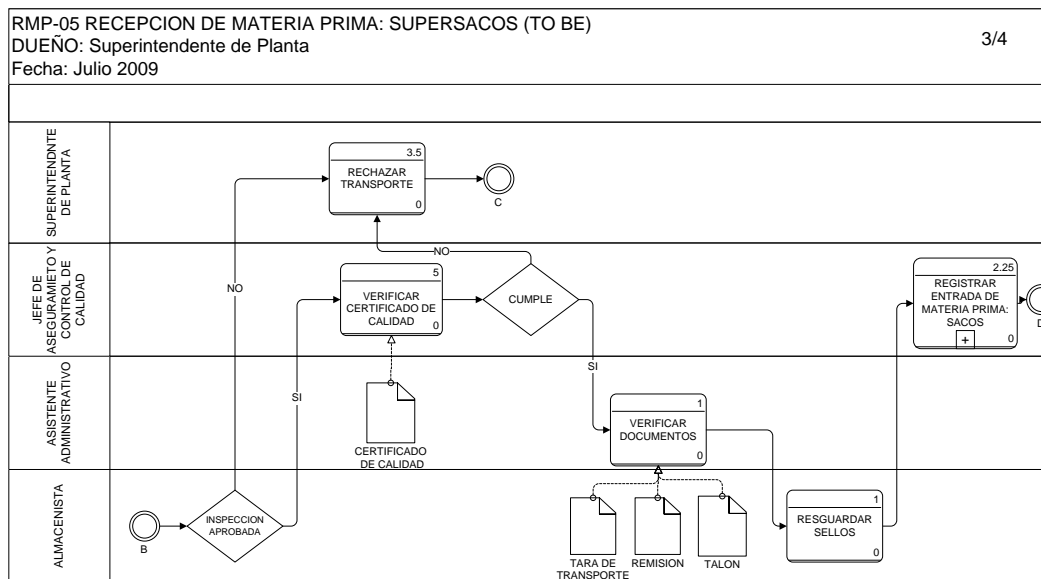 RMP-05 RECEPCION DE MATERIA PRIMA: SUPERSACOS (TO BE)
DUEÑO: Superintendente de Planta
Fecha: Julio 2009
3/4
SUPERINTENDNTE
DE PLANTA
3.5
RECHAZAR
TRANSPORTE
0
C
JEFE DE
ASEGURAMIETO Y
CONTROL DE
CALIDAD
NO
NO
5
VERIFICAR
CERTIFICADO DE
CALIDAD
0
CUMPLE
2.25
REGISTRAR
ENTRADA DE
MATERIA PRIMA:
SACOS
+
0
D
ASISTENTE
ADMINISTRATIVO
SI
SI
CERTIFICADO
DE CALIDAD
1
VERIFICAR
DOCUMENTOS
0
ALMACENISTA
B
INSPECCION
APROBADA
TARA DE
TRANSPORTE
REMISION
TALON
1
RESGUARDAR
SELLOS
0